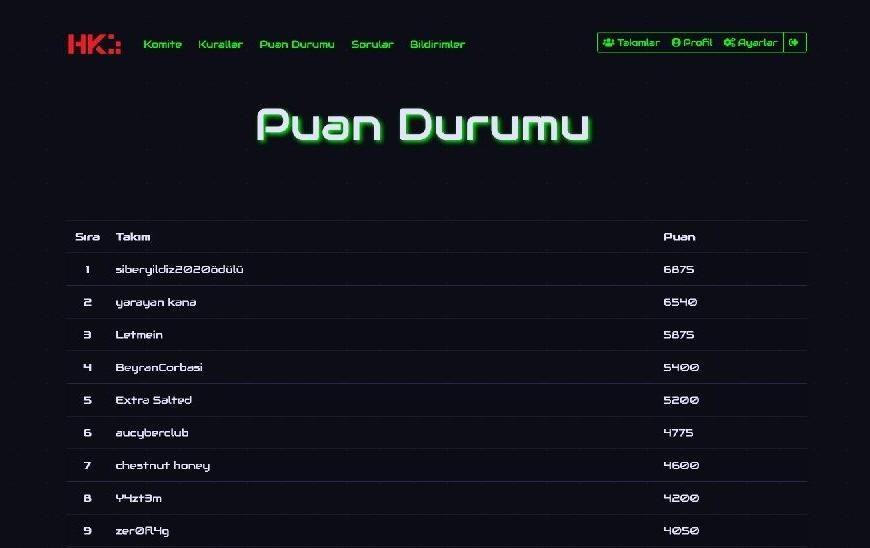 HK
Komite Kurallar Puan Durumu Sorular Bildirimler Takımlar Profil Ayarlar
Puan Durumu
Sıra Takım Puan
1 siberyildiz2020ödülü 6875
2 yarayan kana 6540
3 Letmein 5875
4 BeyranCorbasi 5400
5 Extra Salted 5200
6 aucyberclub 4775
7 chestnut honey 4600
8 Y4zt3m 4200
9 zer0fl4g 4050